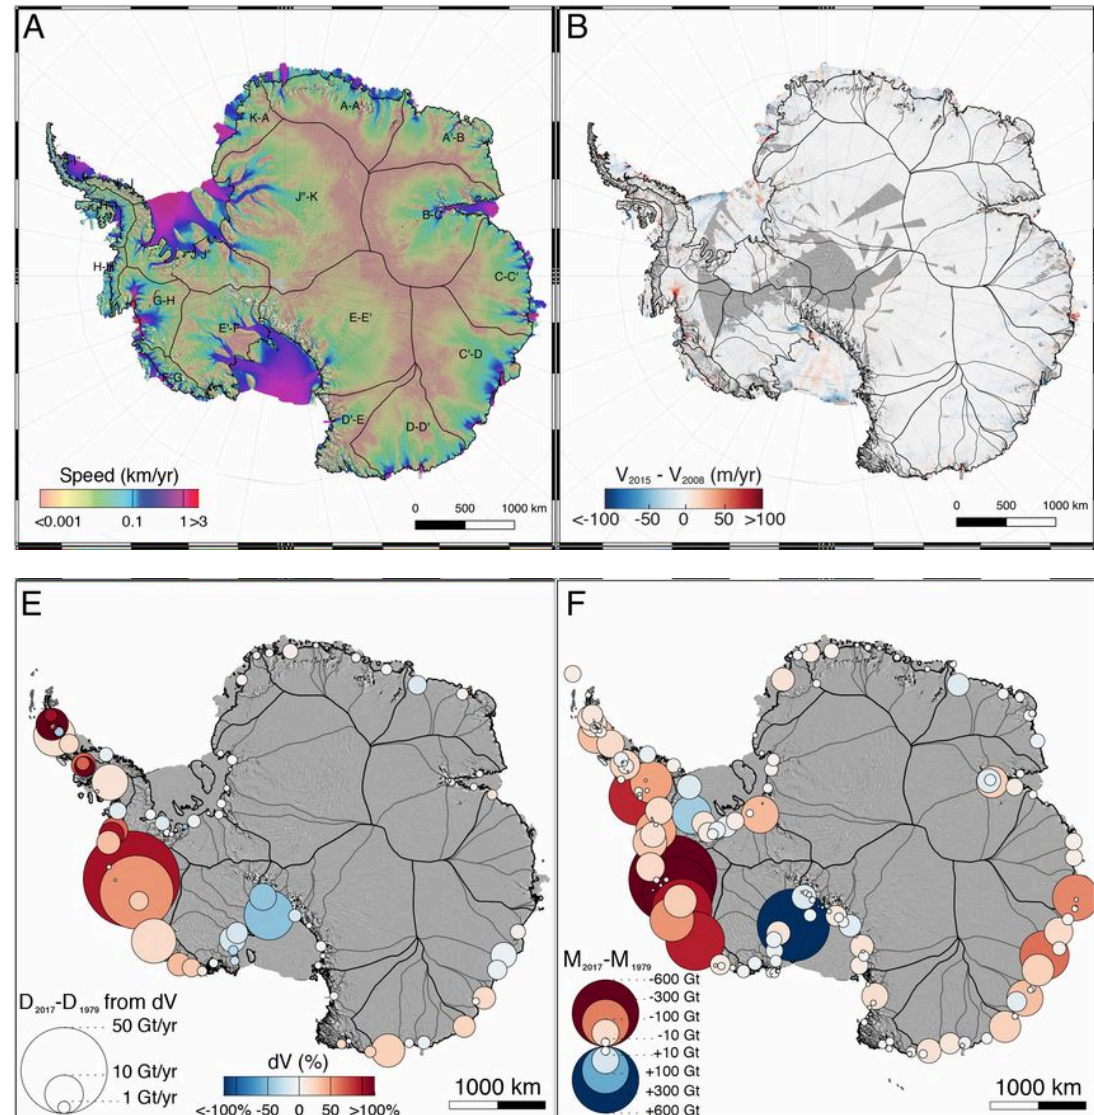 A
K-A
A-A'
A'-B
J"-K
B-C
H-
J-J'
C-C'
G-H
E'-F
E-E'
C'-D
F-G
D'-E
D-D'
Speed (km/yr)
<0.001 0.1 1 >3
0 500 1000 km
B
V2015 - V2008 (m/yr)
<-100 -50 0 50 >100
0 500 1000 km
E
D2017-D1979 from dV
50 Gt/yr
10 Gt/yr
1 Gt/yr
dV (%)
<-100% -50 0 50 >100%
1000 km
F
M2017-M1979
-600 Gt
-300 Gt
-100 Gt
-10 Gt
+10 Gt
+100 Gt
+300 Gt
+600 Gt
1000 km